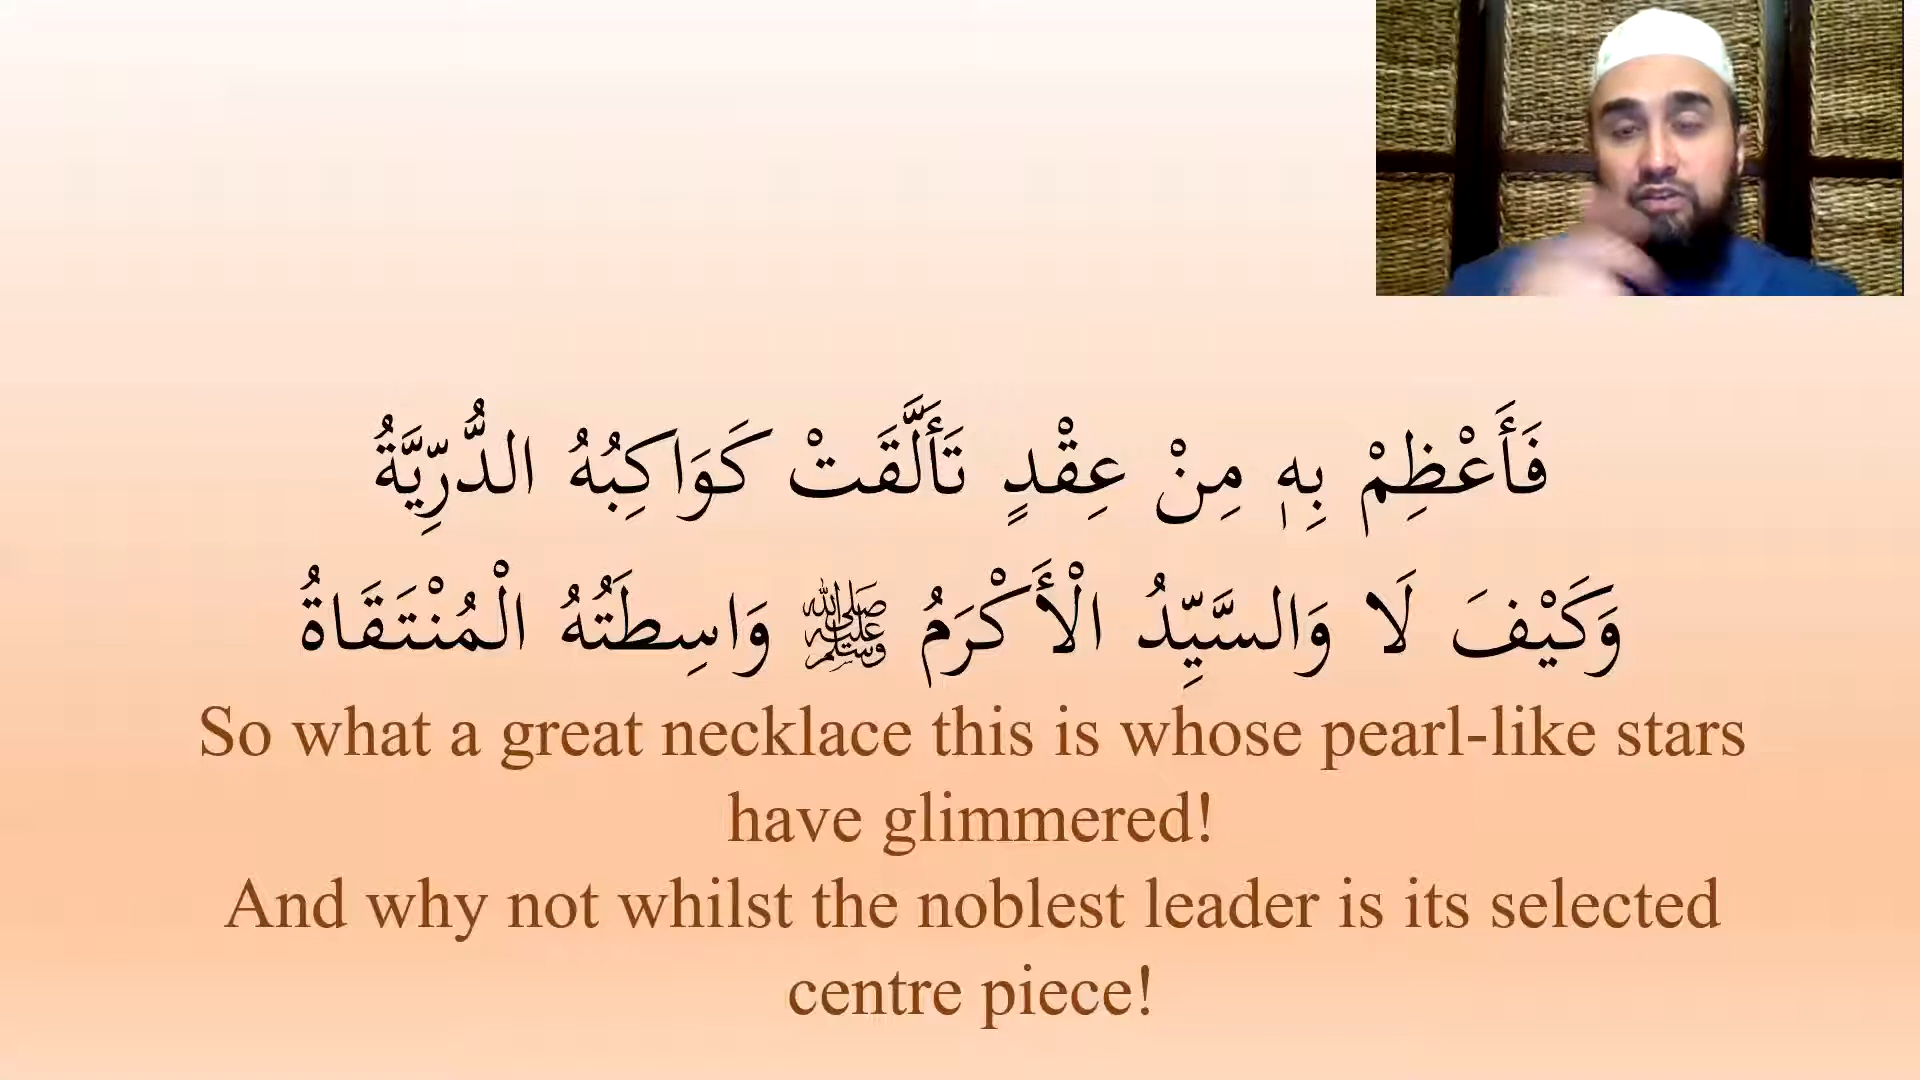 فَأَعْظِمْ بِهٖ مِنْ عِقْدٍ تَأَلَّقَتْ كَوَاكِبُهُ الدُّرِّيَّةُ
وَكَيْفَ لَا وَالسَّيِّدُ الْأَكْرَمُ ﷺ وَاسِطَتُهُ الْمُنْتَقَاةُ
So what a great necklace this is whose pearl-like stars
have glimmered!
And why not whilst the noblest leader is its selected
centre piece!